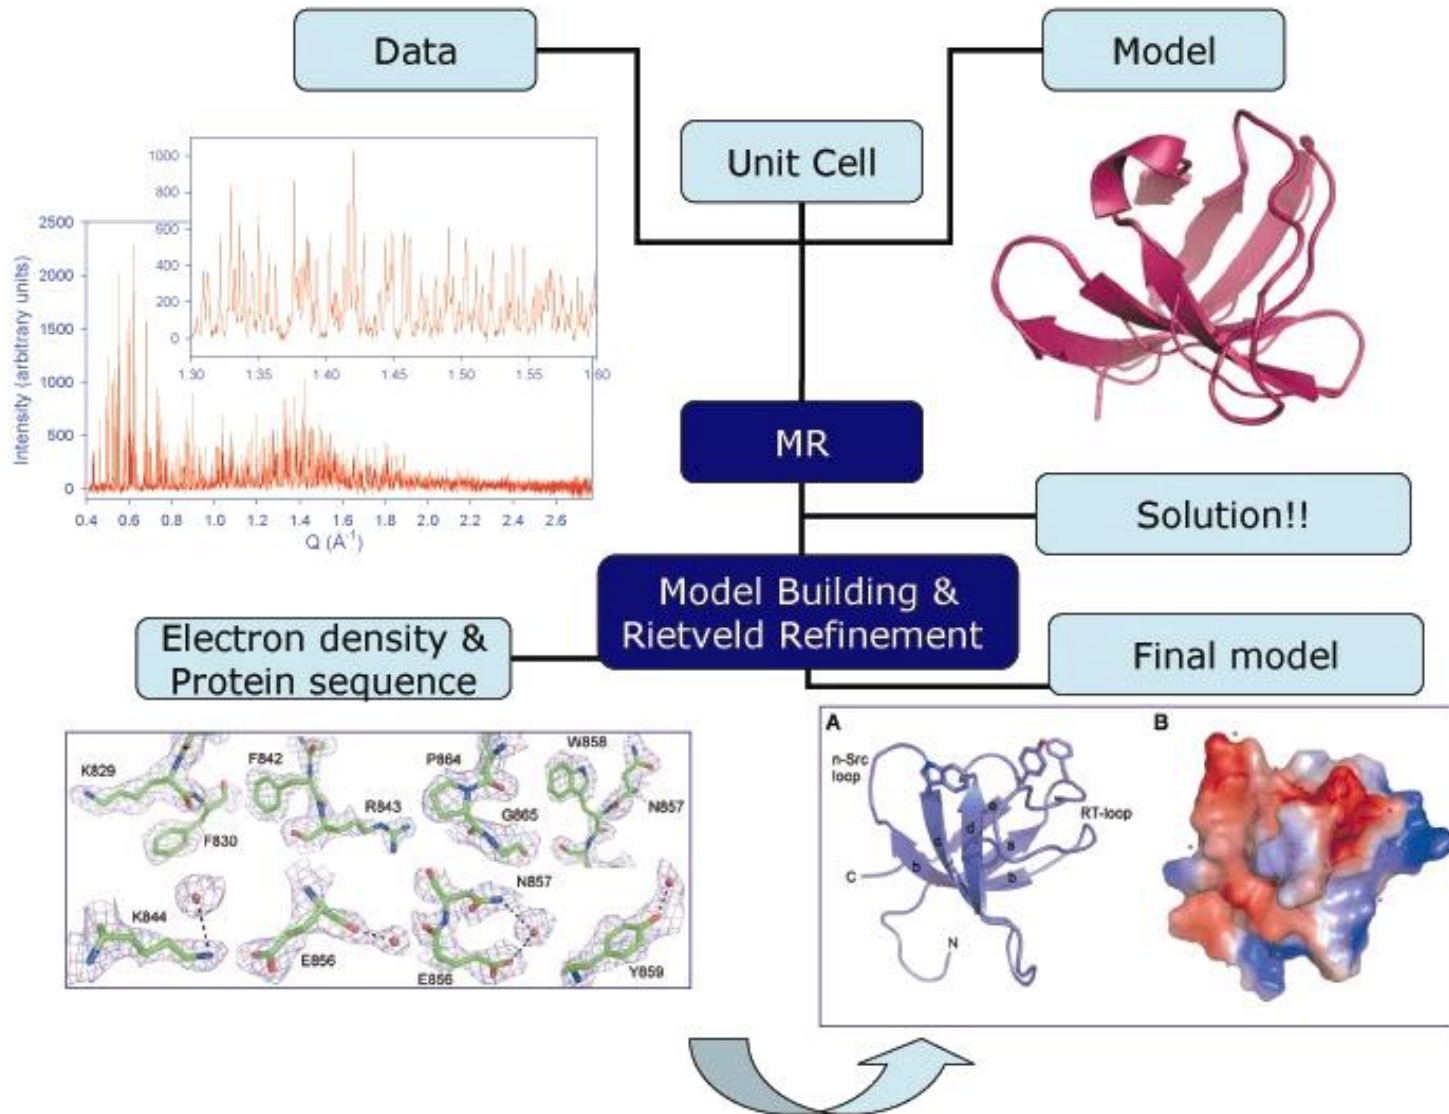 Data
Model
Unit Cell
1000
800
600
400
200
0
1.30 1.35 1.40 1.45 1.50 1.55 1.60
2500
2000
1500
1000
500
0
Intensity (arbitrary units)
0.4 0.6 0.8 1.0 1.2 1.4 1.6 1.8 2.0 2.2 2.4 2.6
Q (A⁻¹)
MR
Solution!!
Model Building &
Rietveld Refinement
Electron density &
Protein sequence
Final model
K829
F830
F842
R843
P864
G865
W858
N857
K844
E856
N857
E856
Y859
A
B
n-Src
loop
RT-loop
e
d
c
a
b
b
C
N